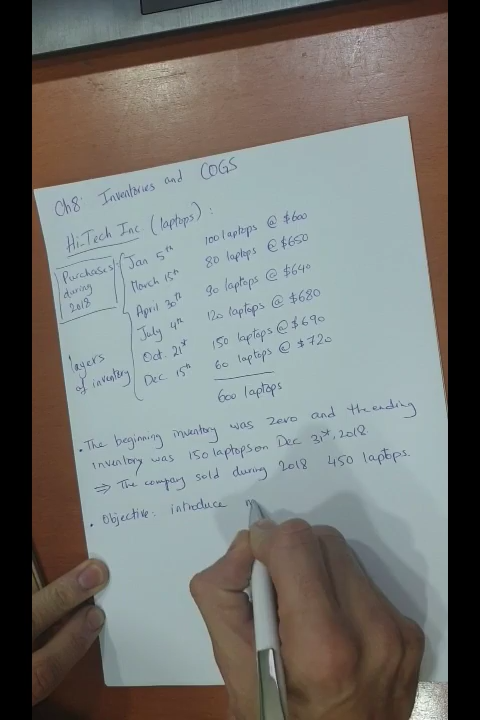 Ch8: Inventories and COGS
Hi-Tech Inc (laptops):
Purchases during 2018
Jan 5th 100 laptops @ $600
March 15th 80 laptops @ $650
April 30th 90 laptops @ $640
July 4th 120 laptops @ $680
Oct. 21st 150 laptops @ $690
Dec 15th 60 laptops @ $720
layers of inventory
600 laptops
• The beginning inventory was zero and the ending
inventory was 150 laptops on Dec 31st, 2018.
⇒ The company sold during 2018 450 laptops.
• Objective: introduce